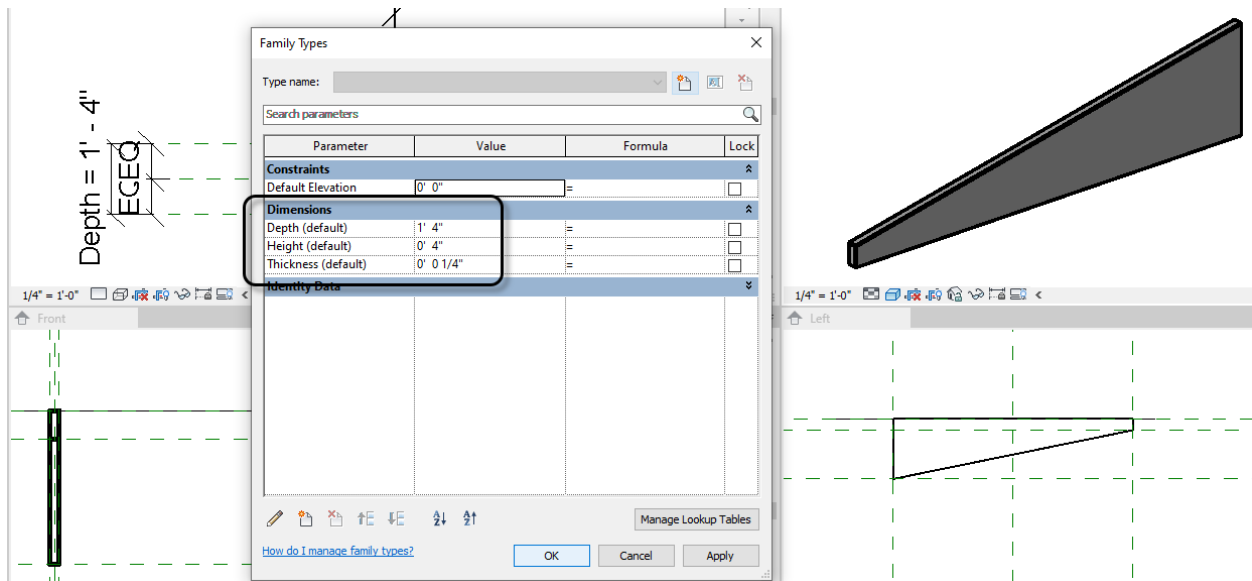 Depth = 1' - 4"
EQEQ
1/4" = 1'-0"
Front
Family Types
Type name:
Search parameters
Parameter Value Formula Lock
Constraints
Default Elevation 0' 0" =
Dimensions
Depth (default) 1' 4" =
Height (default) 0' 4" =
Thickness (default) 0' 0 1/4" =
Identity Data
Manage Lookup Tables
How do I manage family types?
OK Cancel Apply
1/4" = 1'-0"
Left